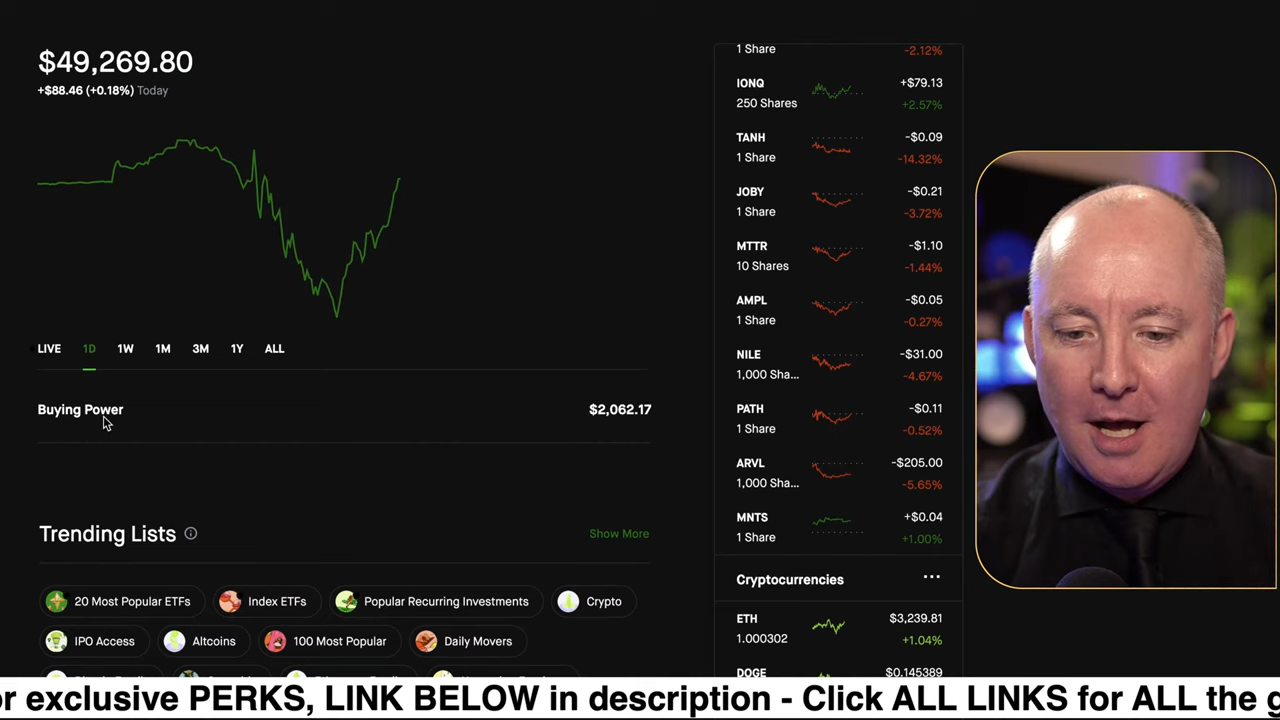 $49,269.80
+$88.46 (+0.18%) Today
LIVE 1D 1W 1M 3M 1Y ALL
Buying Power $2,062.17
Trending Lists Show More
20 Most Popular ETFs Index ETFs Popular Recurring Investments Crypto
IPO Access Altcoins 100 Most Popular Daily Movers
1 Share -2.12%
IONQ +$79.13
250 Shares +2.57%
TANH -$0.09
1 Share -14.32%
JOBY -$0.21
1 Share -3.72%
MTTR -$1.10
10 Shares -1.44%
AMPL -$0.05
1 Share -0.27%
NILE -$31.00
1,000 Sha... -4.67%
PATH -$0.11
1 Share -0.52%
ARVL -$205.00
1,000 Sha... -5.65%
MNTS +$0.04
1 Share +1.00%
Cryptocurrencies
ETH $3,239.81
1.000302 +1.04%
DOGE $0.145389
or exclusive PERKS, LINK BELOW in description - Click ALL LINKS for ALL the g